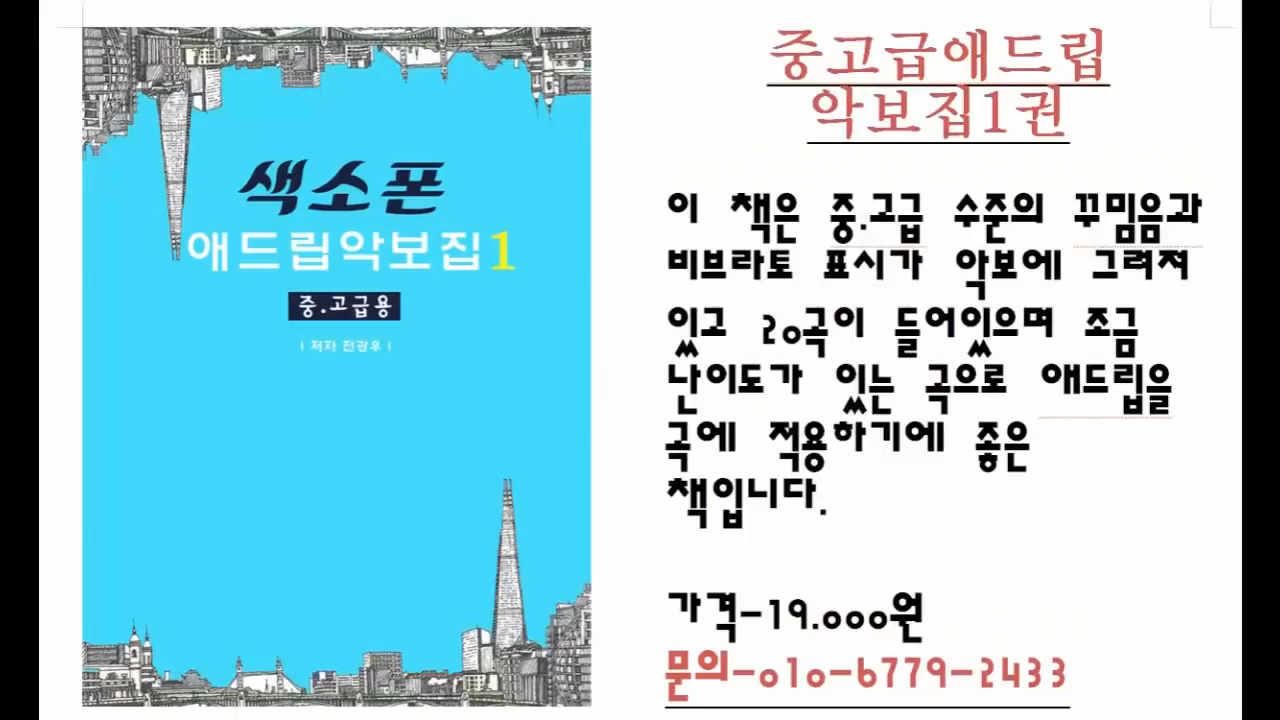 색소폰
애드립악보집1
중.고급용
| 저자 전광우 |
중고급애드립
악보집1권
이 책은 중.고급 수준의 꾸밈음과
비브라토 표시가 악보에 그려져
있고 20곡이 들어있으며 조금
난이도가 있는 곡으로 애드립을
곡에 적용하기에 좋은
책입니다.
가격-19.000원
문의-010-6779-2433